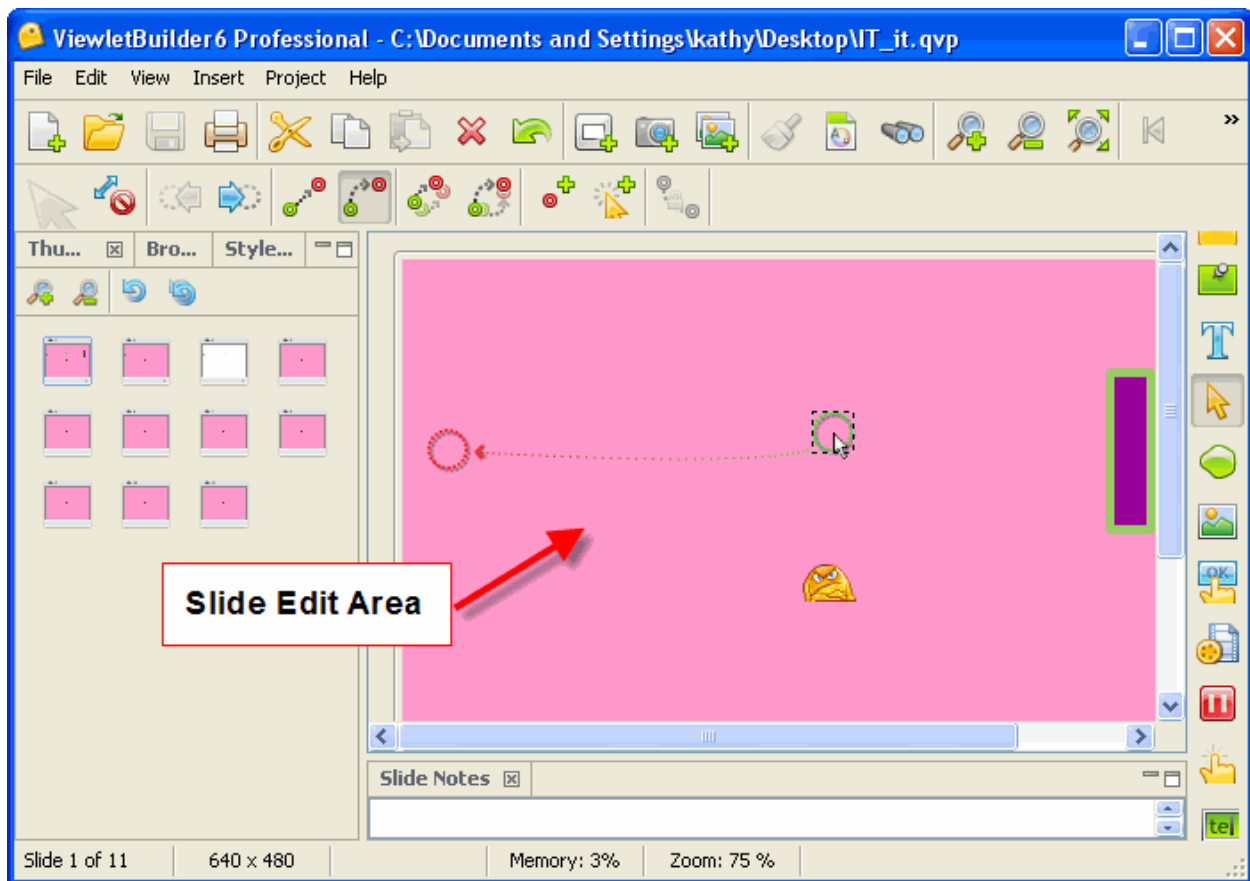 ViewletBuilder6 Professional - C:\Documents and Settings\kathy\Desktop\IT_it.qvp
File Edit View Insert Project Help
»
Thu... Bro... Style...
T
OK
Slide Edit Area
Slide Notes
tel
Slide 1 of 11 640 x 480 Memory: 3% Zoom: 75 %